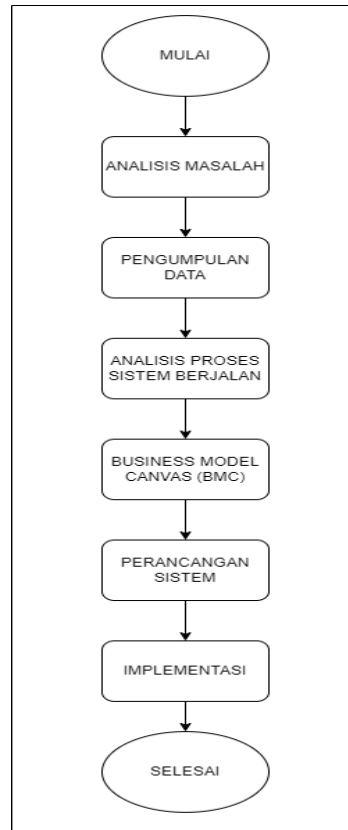 MULAI
ANALISIS MASALAH
PENGUMPULAN
DATA
ANALISIS PROSES
SISTEM BERJALAN
BUSINESS MODEL
CANVAS (BMC)
PERANCANGAN
SISTEM
IMPLEMENTASI
SELESAI